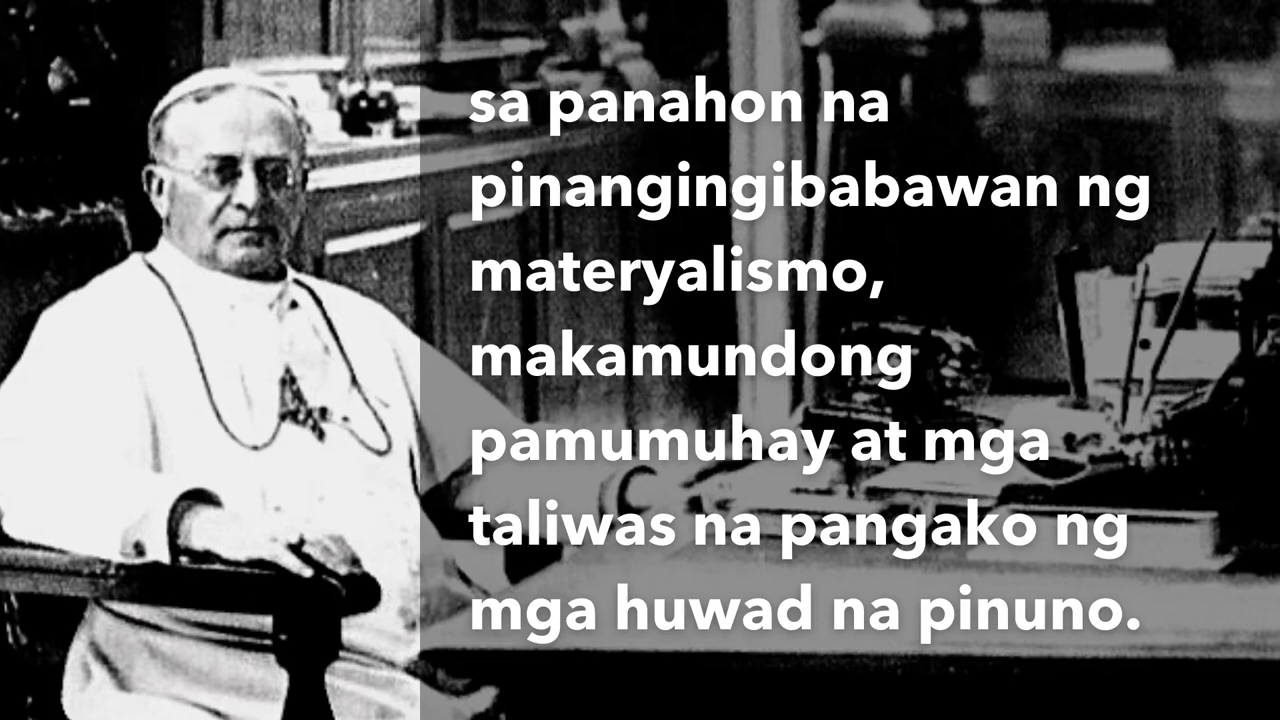 sa panahon na
pinangingibabawan ng
materyalismo,
makamundong
pamumuhay at mga
taliwas na pangako ng
mga huwad na pinuno.